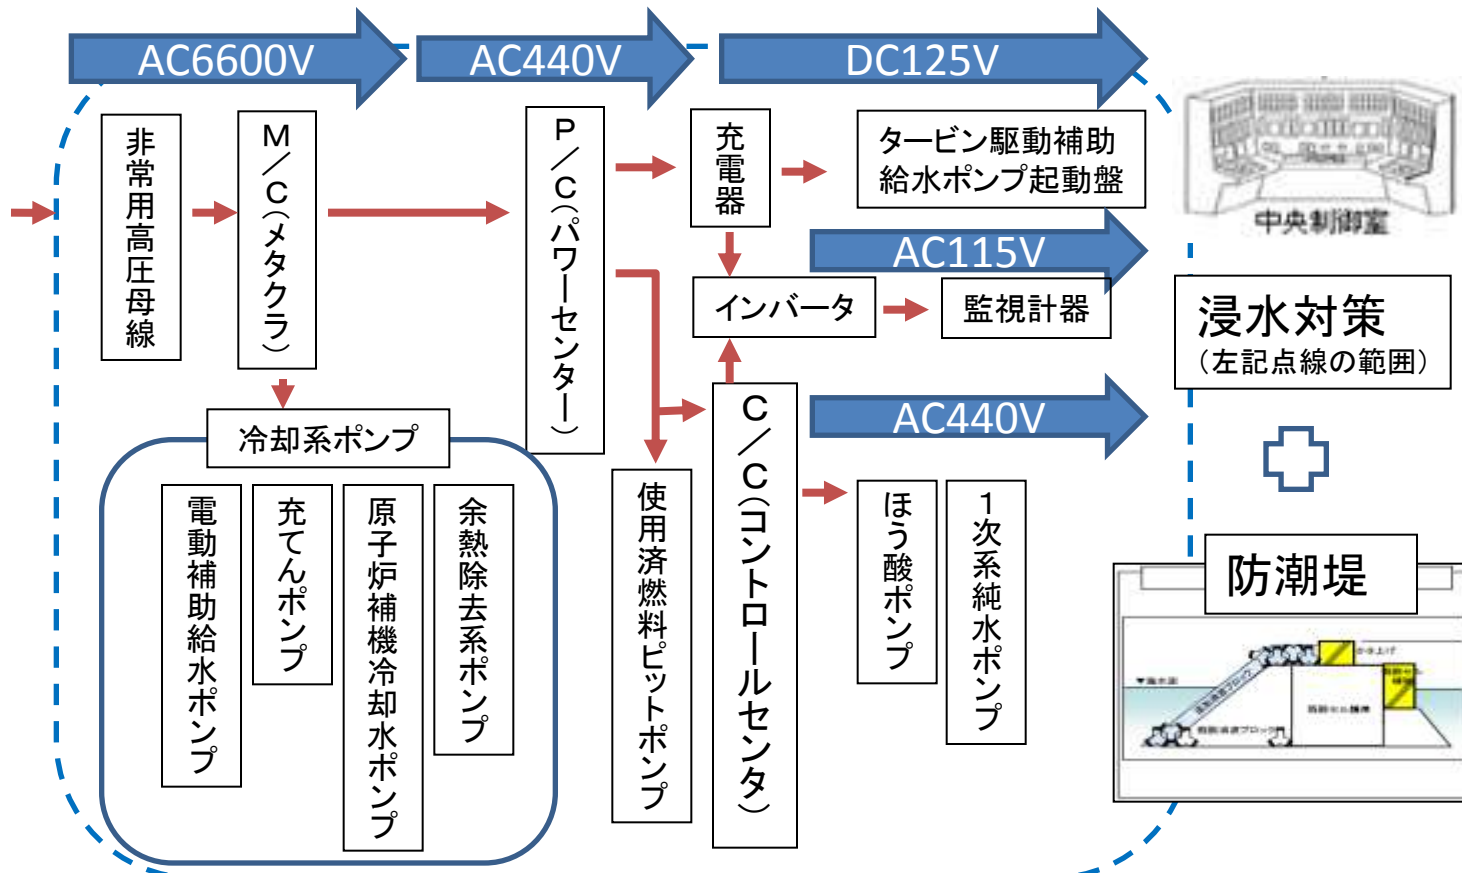 AC6600V
AC440V
DC125V
非常用高圧母線
M/C(メタクラ)
P/C(パワーセンター)
充電器
タービン駆動補助
給水ポンプ起動盤
中央制御室
AC115V
インバータ
監視計器
浸水対策
(左記点線の範囲)
AC440V
冷却系ポンプ
電動補助給水ポンプ
充てんポンプ
原子炉補機冷却水ポンプ
余熱除去系ポンプ
使用済燃料ピットポンプ
C/C(コントロールセンタ)
ほう酸ポンプ
1次系純水ポンプ
防潮堤